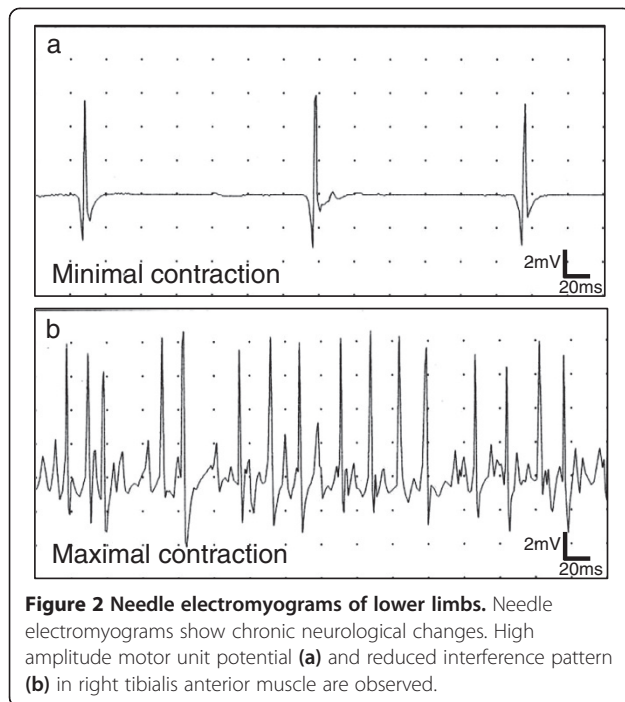 a
Minimal contraction
2mV
20ms
b
Maximal contraction
2mV
20ms
Figure 2 Needle electromyograms of lower limbs. Needle
electromyograms show chronic neurological changes. High
amplitude motor unit potential (a) and reduced interference pattern
(b) in right tibialis anterior muscle are observed.